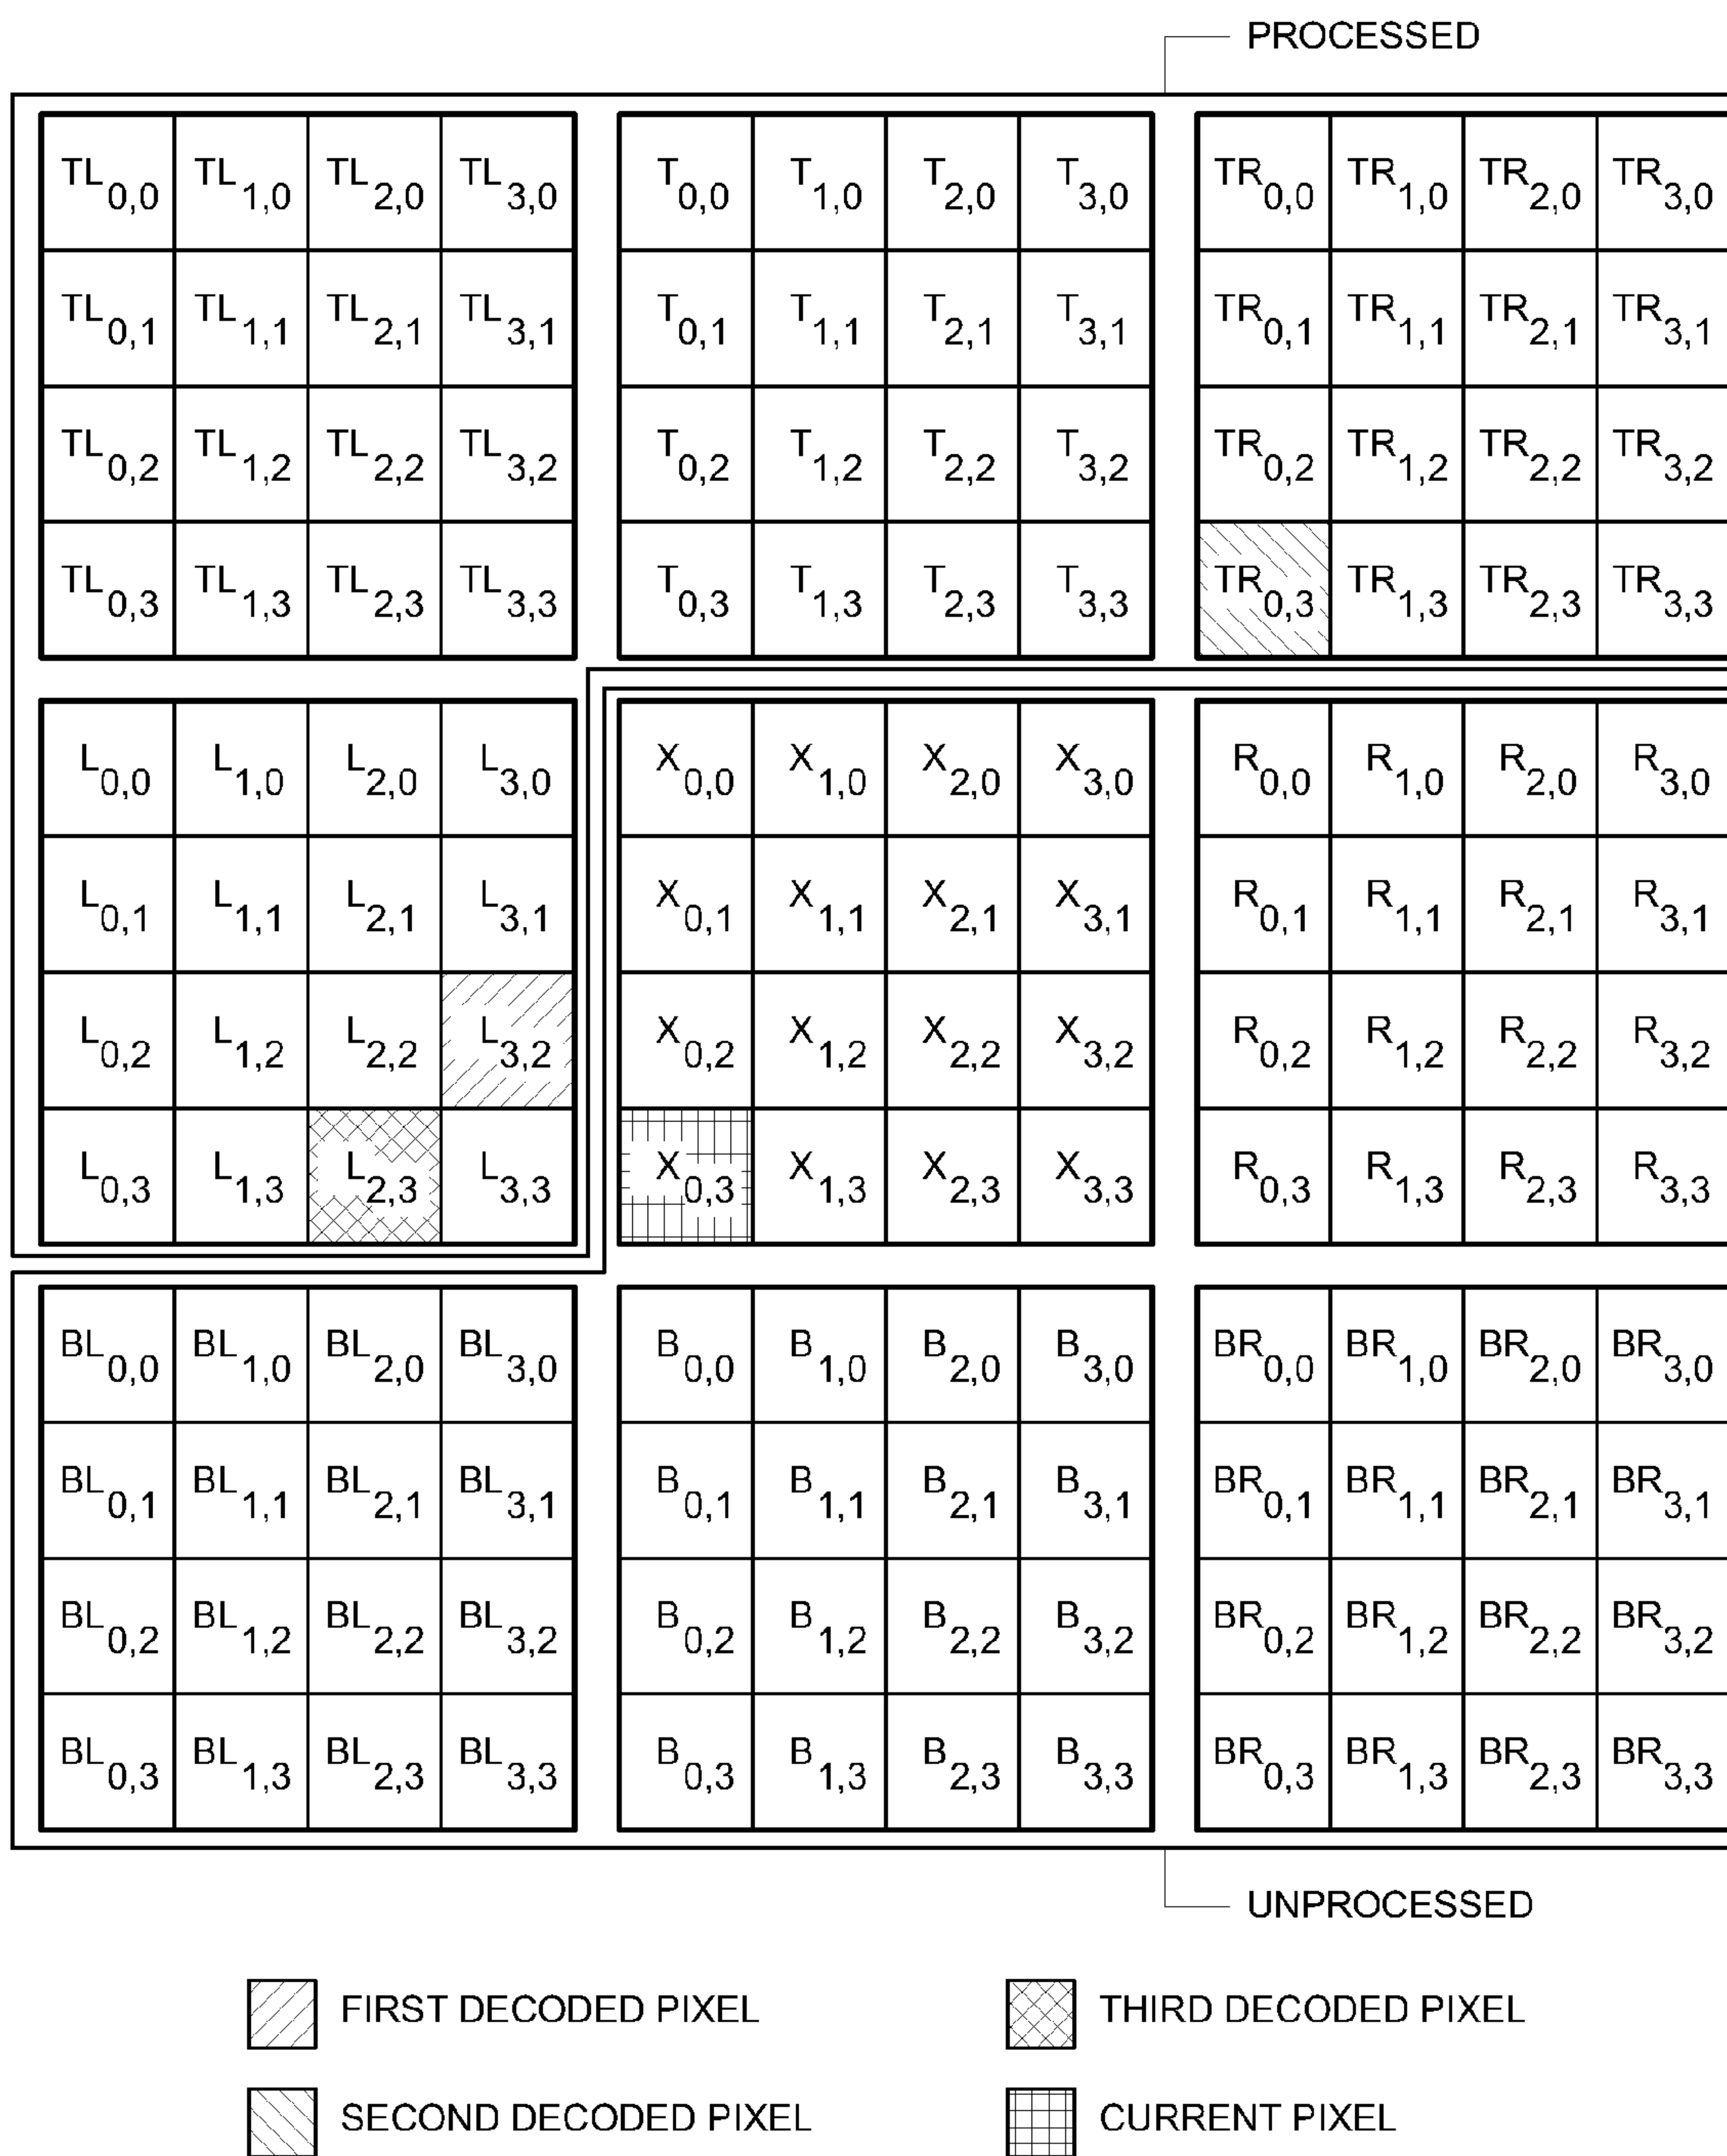 PROCESSED
TL0,0 TL1,0 TL2,0 TL3,0 T0,0 T1,0 T2,0 T3,0 TR0,0 TR1,0 TR2,0 TR3,0
TL0,1 TL1,1 TL2,1 TL3,1 T0,1 T1,1 T2,1 T3,1 TR0,1 TR1,1 TR2,1 TR3,1
TL0,2 TL1,2 TL2,2 TL3,2 T0,2 T1,2 T2,2 T3,2 TR0,2 TR1,2 TR2,2 TR3,2
TL0,3 TL1,3 TL2,3 TL3,3 T0,3 T1,3 T2,3 T3,3 TR0,3 TR1,3 TR2,3 TR3,3
L0,0 L1,0 L2,0 L3,0 X0,0 X1,0 X2,0 X3,0 R0,0 R1,0 R2,0 R3,0
L0,1 L1,1 L2,1 L3,1 X0,1 X1,1 X2,1 X3,1 R0,1 R1,1 R2,1 R3,1
L0,2 L1,2 L2,2 L3,2 X0,2 X1,2 X2,2 X3,2 R0,2 R1,2 R2,2 R3,2
L0,3 L1,3 L2,3 L3,3 X0,3 X1,3 X2,3 X3,3 R0,3 R1,3 R2,3 R3,3
BL0,0 BL1,0 BL2,0 BL3,0 B0,0 B1,0 B2,0 B3,0 BR0,0 BR1,0 BR2,0 BR3,0
BL0,1 BL1,1 BL2,1 BL3,1 B0,1 B1,1 B2,1 B3,1 BR0,1 BR1,1 BR2,1 BR3,1
BL0,2 BL1,2 BL2,2 BL3,2 B0,2 B1,2 B2,2 B3,2 BR0,2 BR1,2 BR2,2 BR3,2
BL0,3 BL1,3 BL2,3 BL3,3 B0,3 B1,3 B2,3 B3,3 BR0,3 BR1,3 BR2,3 BR3,3
UNPROCESSED
FIRST DECODED PIXEL
THIRD DECODED PIXEL
SECOND DECODED PIXEL
CURRENT PIXEL